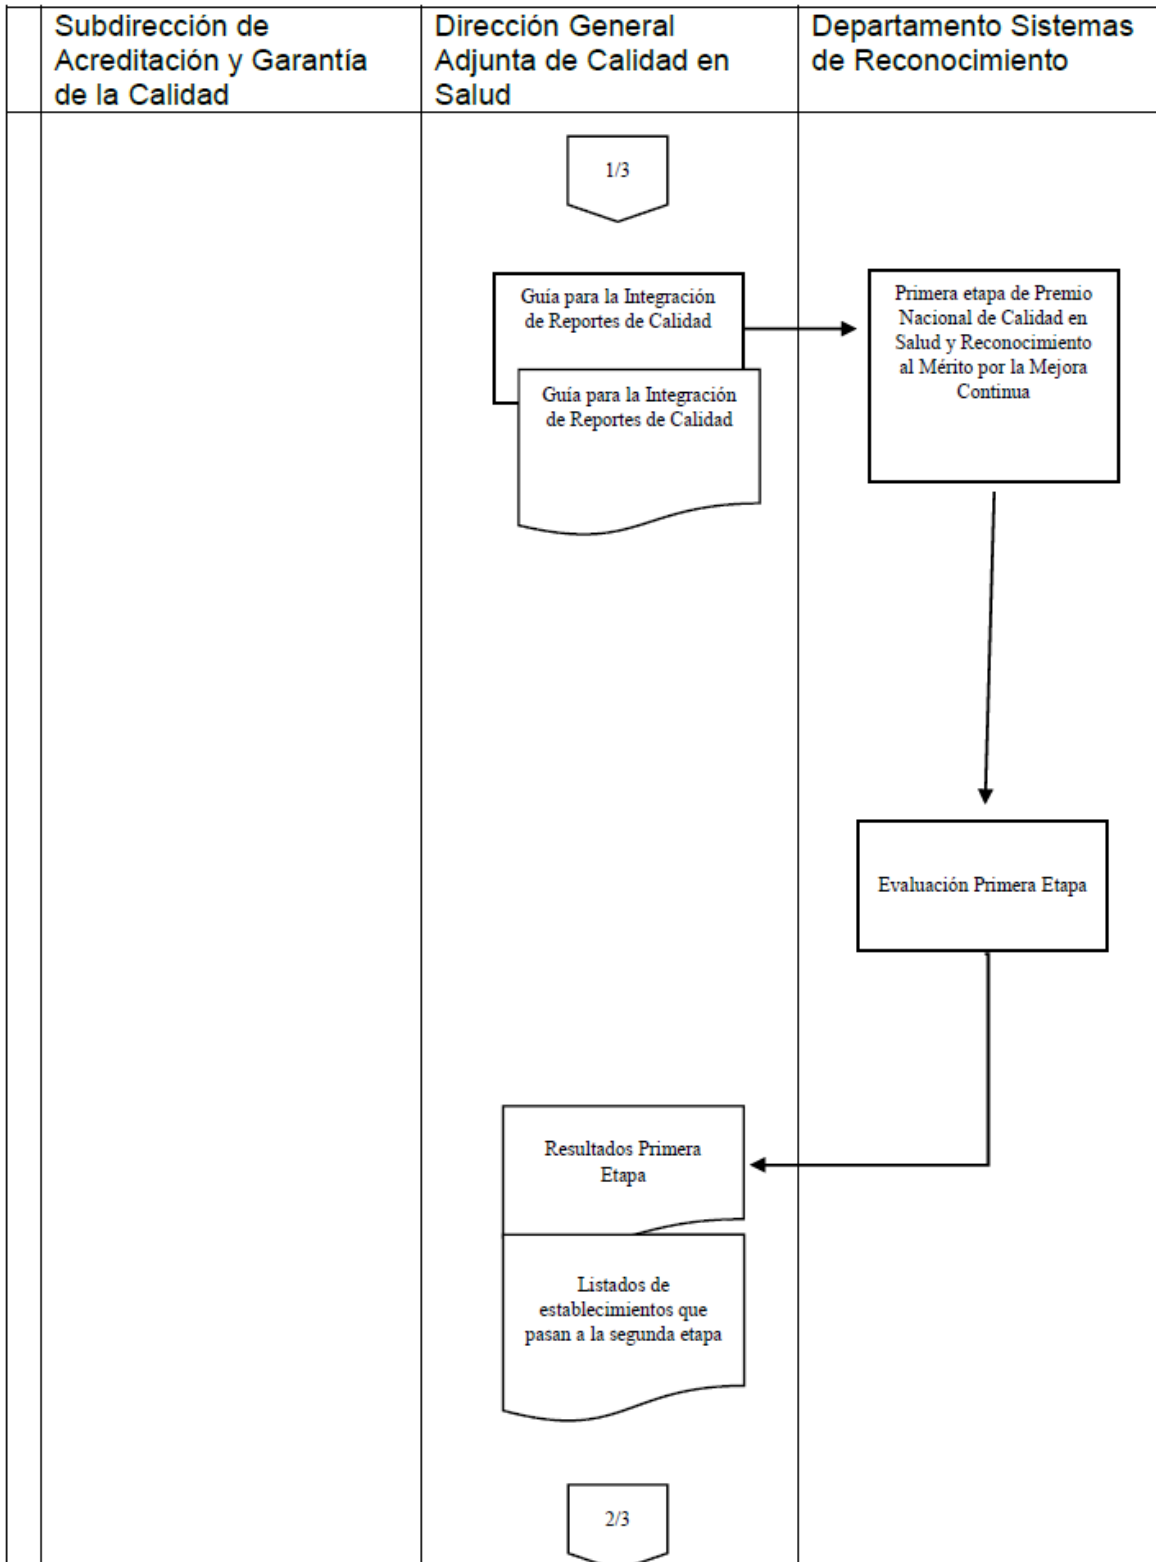 Subdirección de
Acreditación y Garantía
de la Calidad
Dirección General
Adjunta de Calidad en
Salud
Departamento Sistemas
de Reconocimiento
1/3
Guía para la Integración
de Reportes de Calidad
Guía para la Integración
de Reportes de Calidad
Primera etapa de Premio
Nacional de Calidad en
Salud y Reconocimiento
al Mérito por la Mejora
Continua
Evaluación Primera Etapa
Resultados Primera
Etapa
Listados de
establecimientos que
pasan a la segunda etapa
2/3